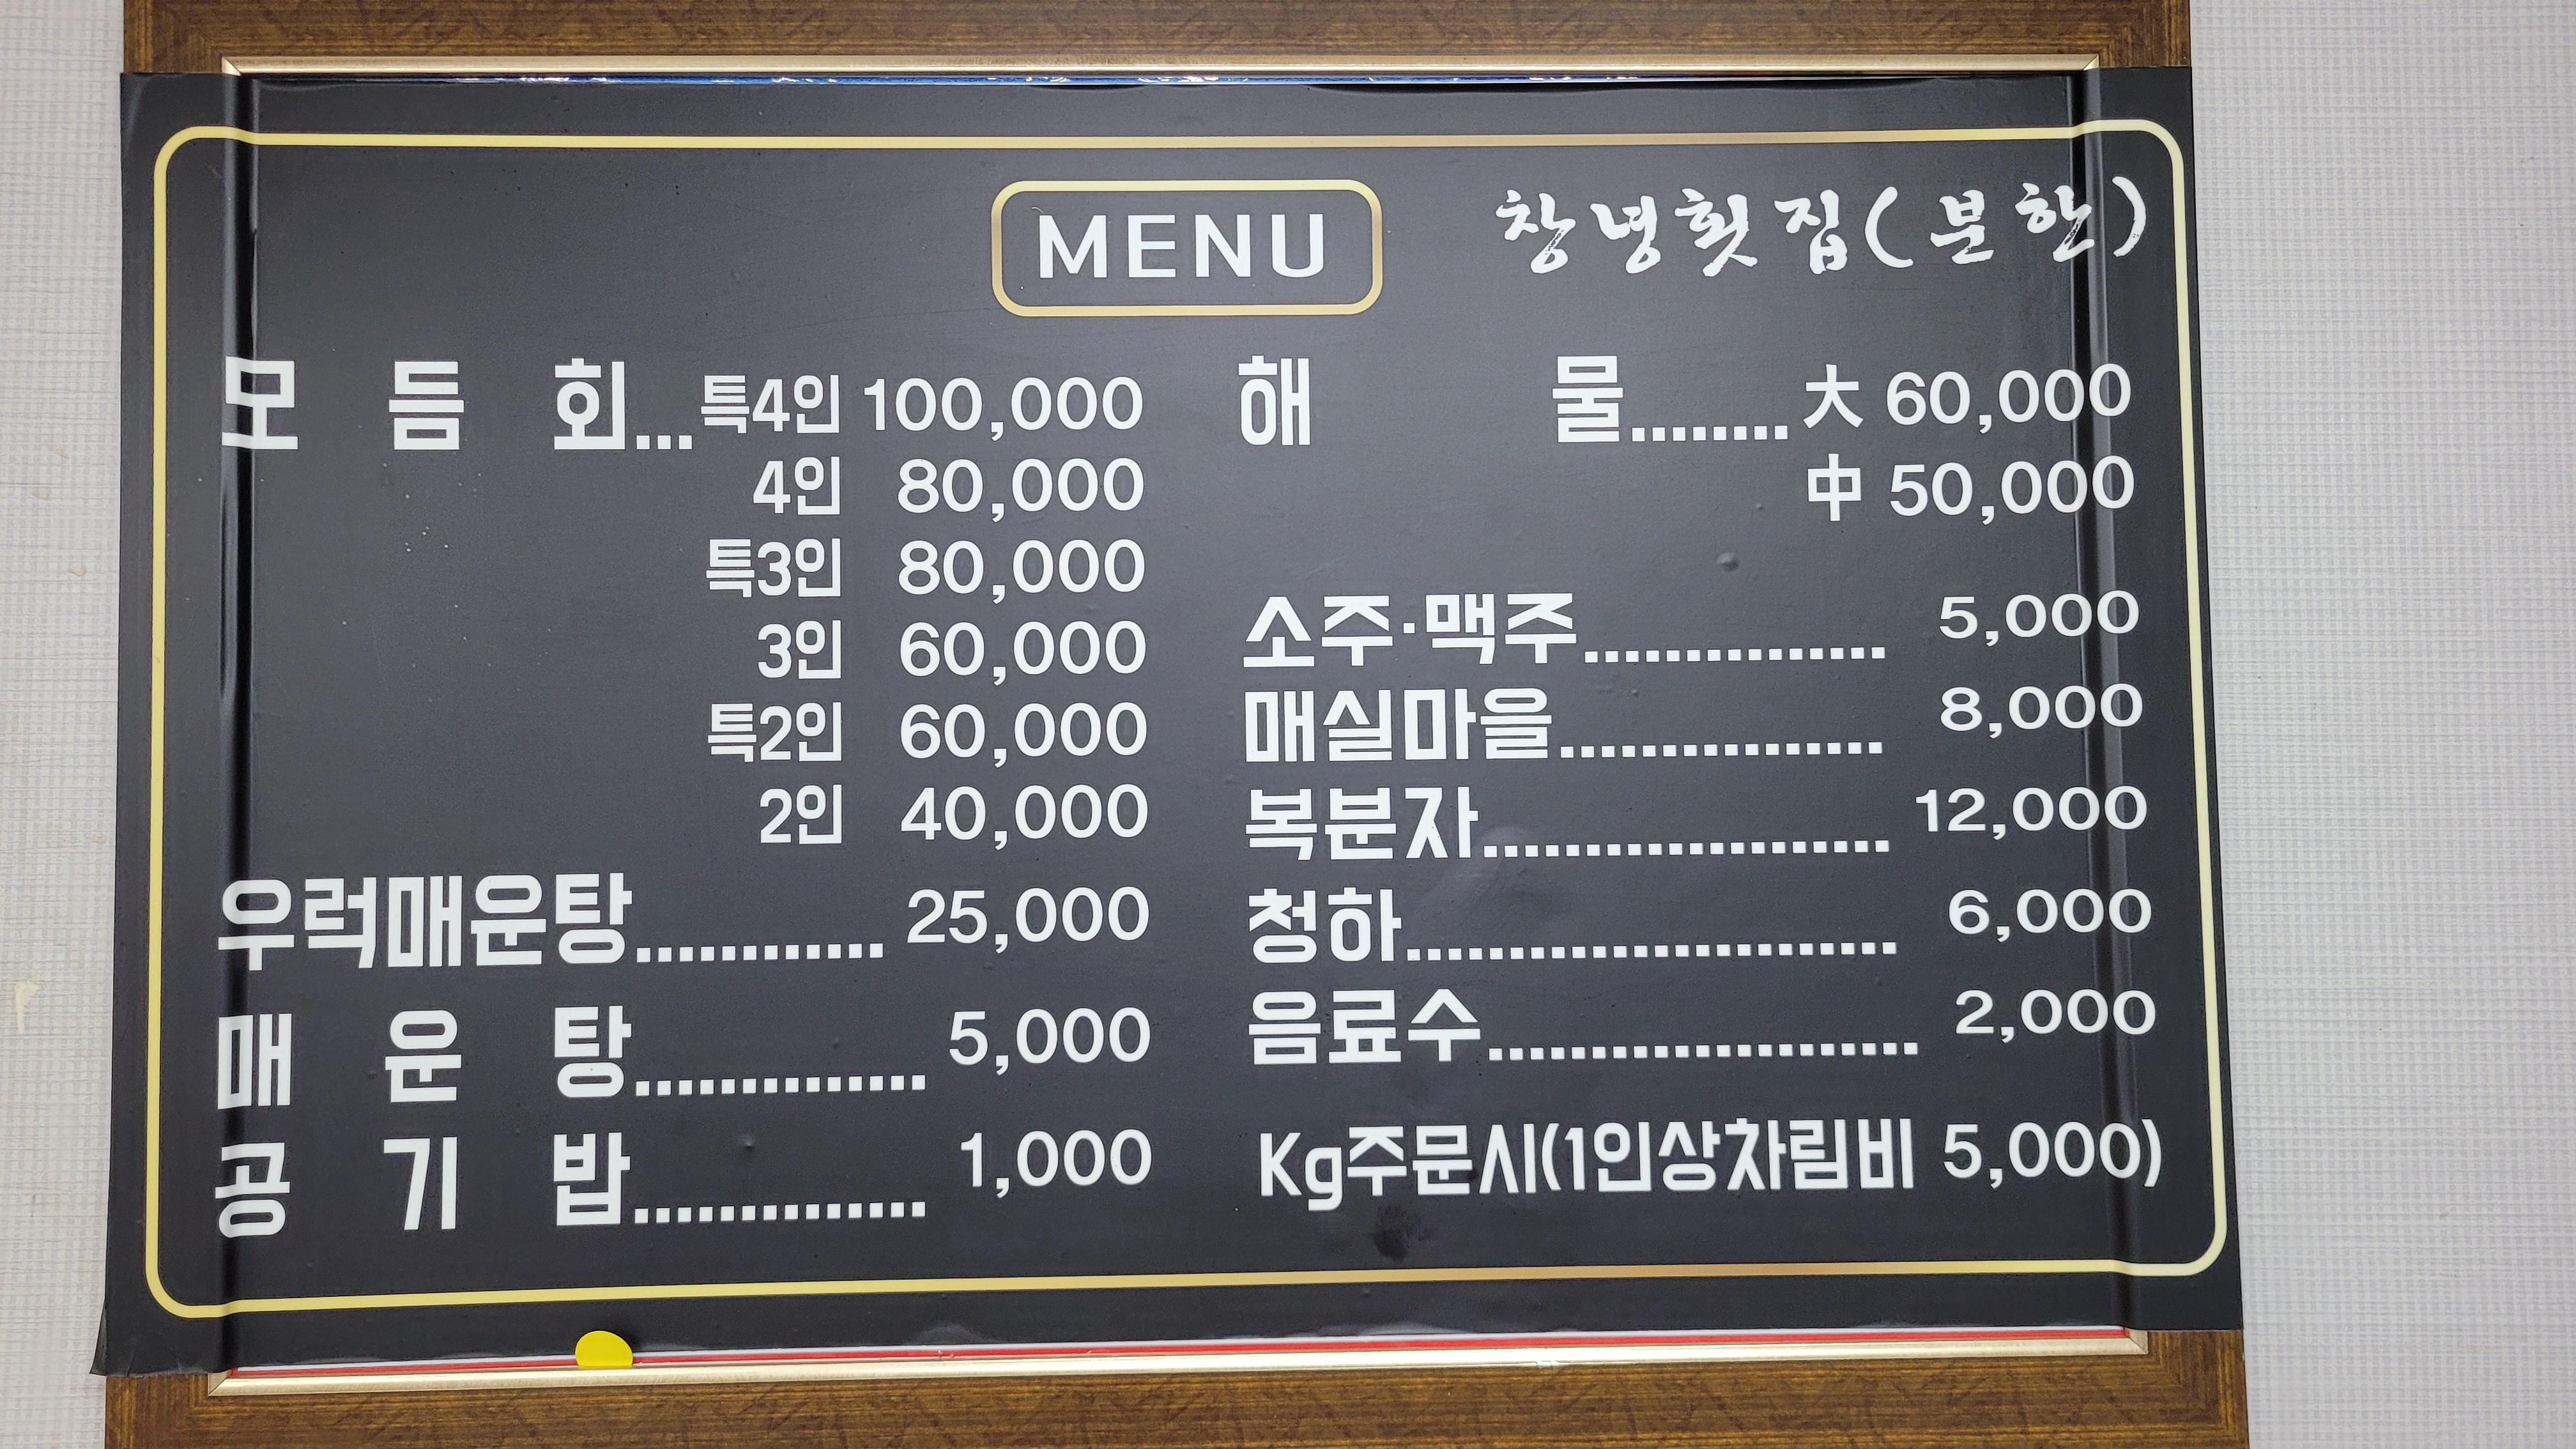 MENU
창녕횟집(분한)
모 듬 회...특4인 100,000
4인 80,000
특3인 80,000
3인 60,000
특2인 60,000
2인 40,000
우럭매운탕............ 25,000
매 운 탕.............. 5,000
공 기 밥.............. 1,000
해 물........大 60,000
中 50,000
소주·맥주............... 5,000
매실마을................ 8,000
복분자.................... 12,000
청하........................ 6,000
음료수..................... 2,000
Kg주문시(1인상차림비 5,000)